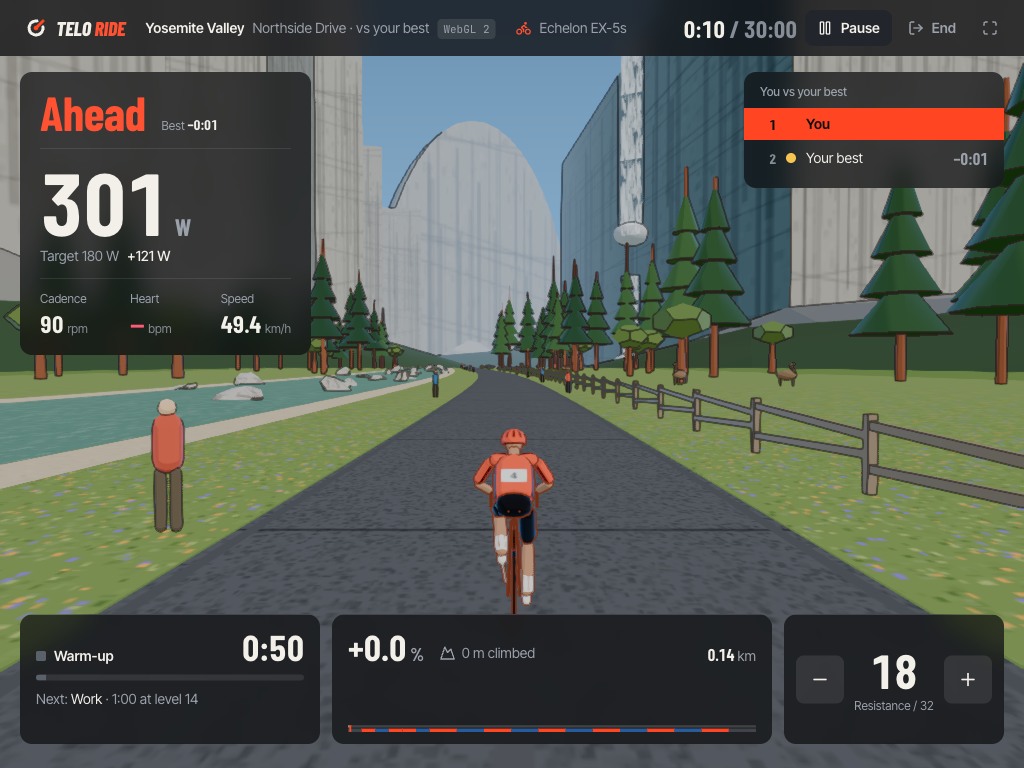 TELO RIDE
Yosemite Valley Northside Drive · vs your best WebGL 2 Echelon EX-5s
0:10 / 30:00 Pause End
Ahead Best −0:01
301 W
Target 180 W +121 W
Cadence Heart Speed
90 rpm — bpm 49.4 km/h
You vs your best
1 You
2 Your best −0:01
4
Warm-up 0:50
Next: Work · 1:00 at level 14
+0.0 % 0 m climbed 0.14 km
− 18 +
Resistance / 32